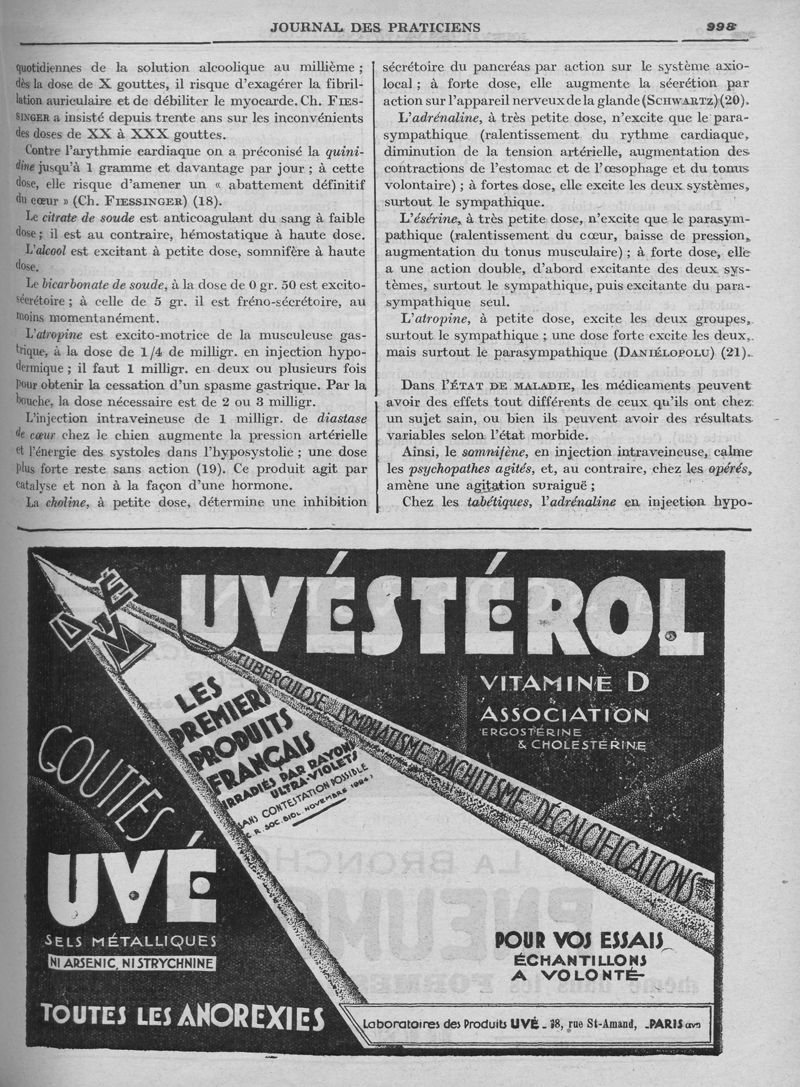 JOURNAL DES PRATICIENS
998
quotidiennes de la solution alcoolique au millième ;
dès la dose de X gouttes, il risque d'exagérer la fibril-
lation auriculaire et de débiliter le myocarde. Ch. FIES-
SINGER a insisté depuis trente ans sur les inconvénients
des doses de XX à XXX gouttes.
Contre l'arythmie cardiaque on a préconisé la quini-
dine jusqu'à 1 gramme et davantage par jour ; à cette
dose, elle risque d'amener un « abattement définitif
du cœur » (Ch. FIESSINGER) (18).
Le citrate de soude est anticoagulant du sang à faible
dose ; il est au contraire, hémostatique à haute dose.
L'alcool est excitant à petite dose, somnifère à haute
dose.
Le bicarbonate de soude, à la dose de 0 gr. 50 est excito-
sécrétoire ; à celle de 5 gr. il est fréno-sécrétoire, au
moins momentanément.
L'atropine est excito-motrice de la musculeuse gas-
trique, à la dose de 1/4 de milligr. en injection hypo-
dermique ; il faut 1 milligr. en deux ou plusieurs fois
pour obtenir la cessation d'un spasme gastrique. Par la
bouche, la dose nécessaire est de 2 ou 3 milligr.
L'injection intraveineuse de 1 milligr. de diastase
de cœur chez le chien augmente la pression artérielle
et l'énergie des systoles dans l'hyposystolie ; une dose
plus forte reste sans action (19). Ce produit agit par
catalyse et non à la façon d'une hormone.
La choline, à petite dose, détermine une inhibition
sécrétoire du pancréas par action sur le système axio-
local ; à forte dose, elle augmente la sécrétion par
action sur l'appareil nerveux de la glande (SCHWARTZ) (20).
L'adrénaline, à très petite dose, n'excite que le para-
sympathique (ralentissement du rythme cardiaque,
diminution de la tension artérielle, augmentation des
contractions de l'estomac et de l'œsophage et du tonus
volontaire) ; à fortes dose, elle excite les deux systèmes,
surtout le sympathique.
L'ésérine, à très petite dose, n'excite que le parasym-
pathique (ralentissement du cœur, baisse de pression,
augmentation du tonus musculaire) ; à forte dose, elle
a une action double, d'abord excitante des deux sys-
tèmes, surtout le sympathique, puis excitante du para-
sympathique seul.
L'atropine, à petite dose, excite les deux groupes,
surtout le sympathique ; une dose forte excite les deux,
mais surtout le parasympathique (DANIÉLOPOLU) (21).
Dans l'ÉTAT DE MALADIE, les médicaments peuvent
avoir des effets tout différents de ceux qu'ils ont chez
un sujet sain, ou bien ils peuvent avoir des résultats
variables selon l'état morbide.
Ainsi, le somnifène, en injection intraveineuse, calme
les psychopathes agités, et, au contraire, chez les opérés,
amène une agitation suraiguë ;
Chez les tabétiques, l'adrénaline en injection hypo-
UVÉSTÉROL
VITAMINE D
ASSOCIATION
ERGOSTÉRINE
& CHOLESTÉRINE
TUBERCULOSE LYMPHATISME RACHITISME DÉCALCIFICATIONS
LES
PREMIERS
PRODUITS
FRANÇAIS
IRRADIÉS PAR RAYONS
ULTRA-VIOLETS
SANS CONTESTATION POSSIBLE
C. R. SOC. BIOL. NOVEMBRE
GOUTTES
UVÉ
SELS MÉTALLIQUES
NI ARSENIC, NI STRYCHNINE
TOUTES LES ANOREXIES
POUR VOS ESSAIS
ÉCHANTILLONS
A VOLONTÉ
Laboratoires des Produits UVÉ - 18, rue St-Amand, - PARIS